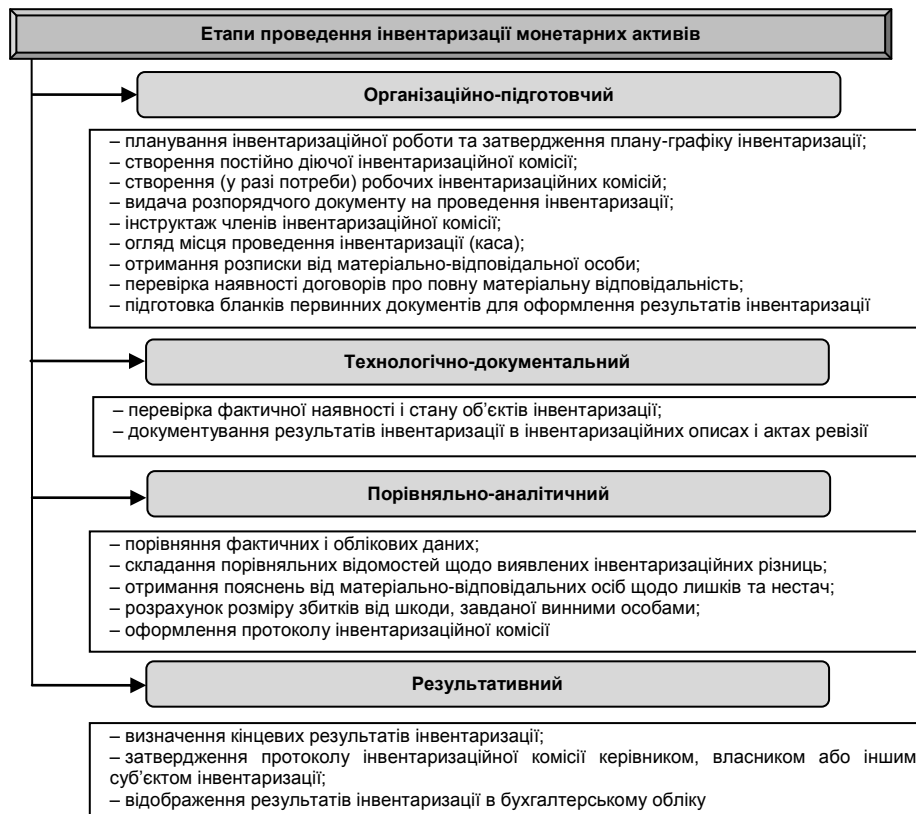 Етапи проведення інвентаризації монетарних активів
Організаційно-підготовчий
– планування інвентаризаційної роботи та затвердження плану-графіку інвентаризації;
– створення постійно діючої інвентаризаційної комісії;
– створення (у разі потреби) робочих інвентаризаційних комісій;
– видача розпорядчого документу на проведення інвентаризації;
– інструктаж членів інвентаризаційної комісії;
– огляд місця проведення інвентаризації (каса);
– отримання розписки від матеріально-відповідальної особи;
– перевірка наявності договорів про повну матеріальну відповідальність;
– підготовка бланків первинних документів для оформлення результатів інвентаризації
Технологічно-документальний
– перевірка фактичної наявності і стану об’єктів інвентаризації;
– документування результатів інвентаризації в інвентаризаційних описах і актах ревізії
Порівняльно-аналітичний
– порівняння фактичних і облікових даних;
– складання порівняльних відомостей щодо виявлених інвентаризаційних різниць;
– отримання пояснень від матеріально-відповідальних осіб щодо лишків та нестач;
– розрахунок розміру збитків від шкоди, завданої винними особами;
– оформлення протоколу інвентаризаційної комісії
Результативний
– визначення кінцевих результатів інвентаризації;
– затвердження протоколу інвентаризаційної комісії керівником, власником або іншим
суб’єктом інвентаризації;
– відображення результатів інвентаризації в бухгалтерському обліку